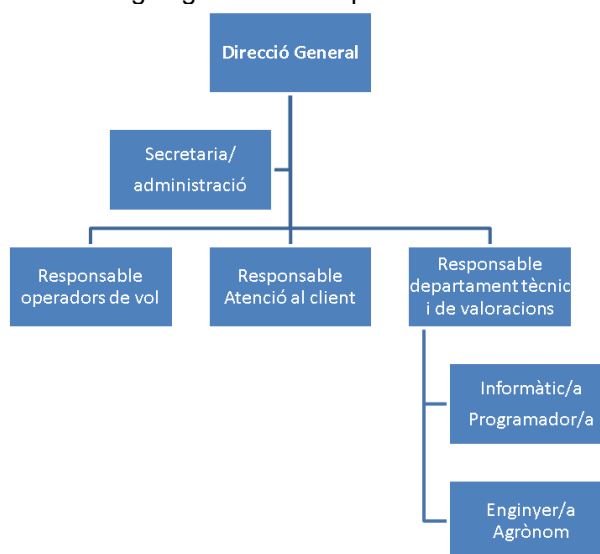 Direcció General
Secretaria/
administració
Responsable
operadors de vol
Responsable
Atenció al client
Responsable
departament tècnic
i de valoracions
Informàtic/a
Programador/a
Enginyer/a
Agrònom